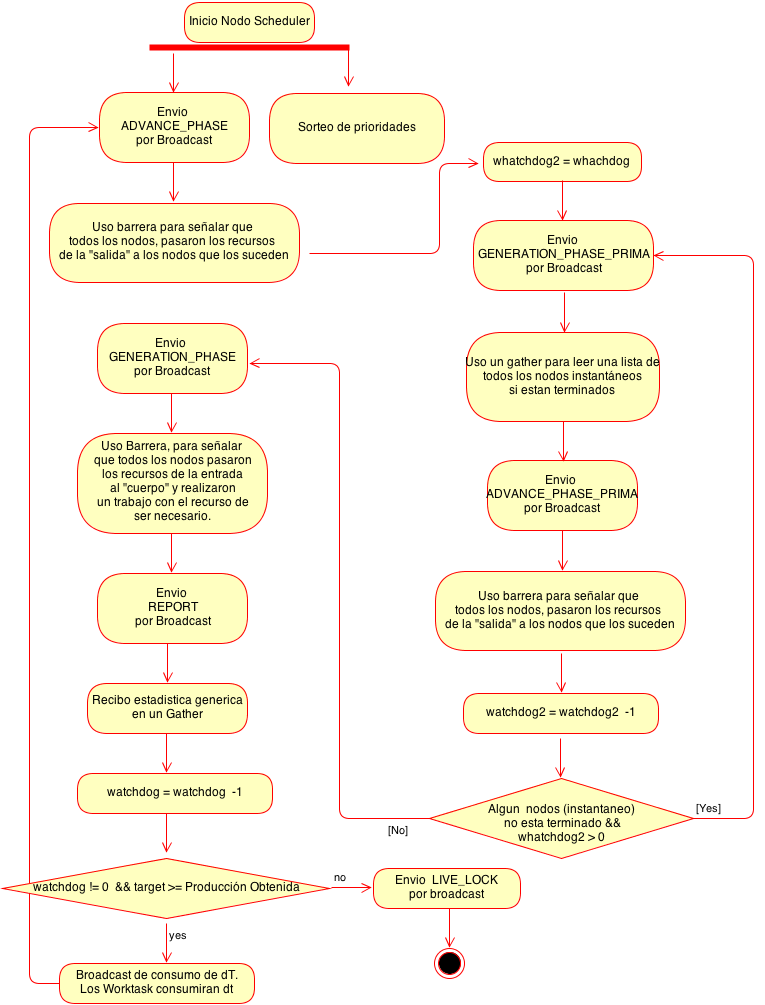 Inicio Nodo Scheduler
Envio
ADVANCE_PHASE
por Broadcast
Sorteo de prioridades
Uso barrera para señalar que
todos los nodos, pasaron los recursos
de la "salida" a los nodos que los suceden
whatchdog2 = whachdog
Envio
GENERATION_PHASE_PRIMA
por Broadcast
Uso un gather para leer una lista de
todos los nodos instantáneos
si estan terminados
Envio
ADVANCE_PHASE_PRIMA
por Broadcast
Uso barrera para señalar que
todos los nodos, pasaron los recursos
de la "salida" a los nodos que los suceden
watchdog2 = watchdog2 -1
Algun nodos (instantaneo)
no esta terminado &&
whatchdog2 > 0
[Yes]
[No]
Envio
GENERATION_PHASE
por Broadcast
Uso Barrera, para señalar
que todos los nodos pasaron
los recursos de la entrada
al "cuerpo" y realizaron
un trabajo con el recurso de
ser necesario.
Envio
REPORT
por Broadcast
Recibo estadistica generica
en un Gather
watchdog = watchdog -1
watchdog != 0 && target >= Producción Obtenida
no
Envio LIVE_LOCK
por broadcast
yes
Broadcast de consumo de dT.
Los Worktask consumiran dt